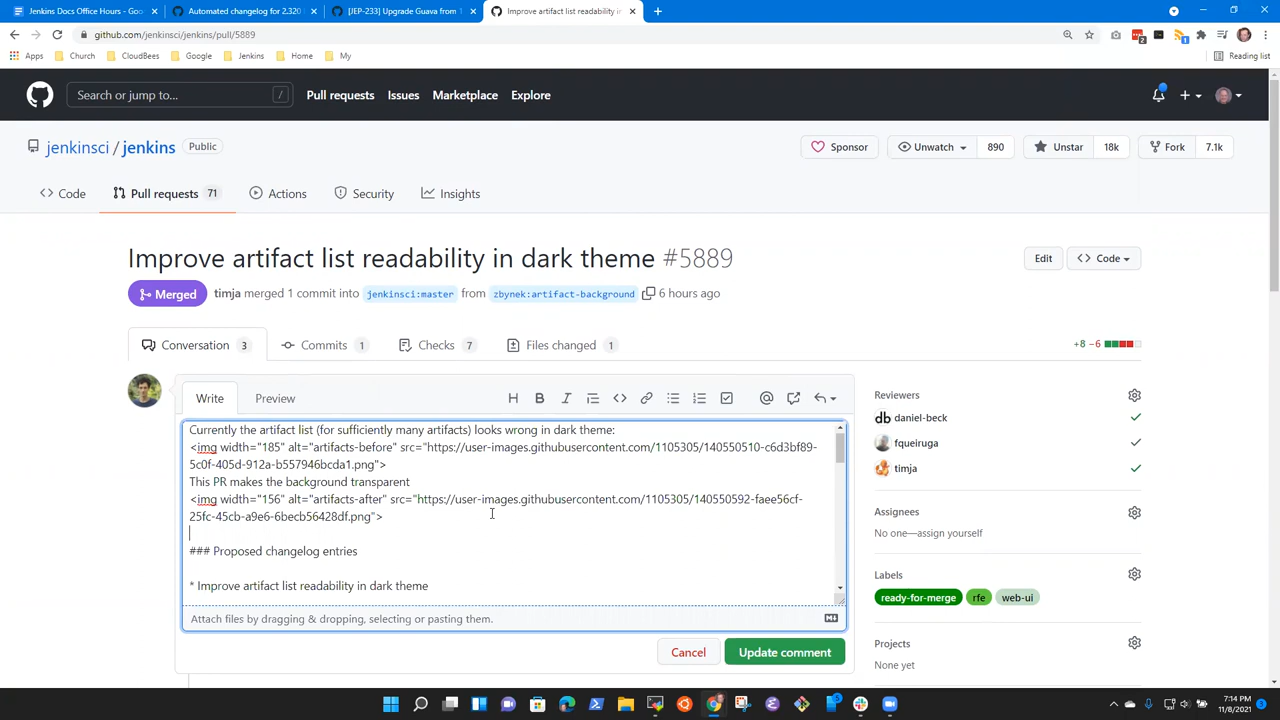 Jenkins Docs Office Hours - Goo
Automated changelog for 2.320
[JEP-233] Upgrade Guava from 1
Improve artifact list readability in
github.com/jenkinsci/jenkins/pull/5889
2
1
Apps
Church
CloudBees
Google
Jenkins
Home
My
Reading list
Search or jump to...
/
Pull requests
Issues
Marketplace
Explore
jenkinsci / jenkins
Public
Sponsor
Unwatch
890
Unstar
18k
Fork
7.1k
Code
Pull requests 71
Actions
Security
Insights
Improve artifact list readability in dark theme #5889
Edit
Code
Merged
timja merged 1 commit into jenkinsci:master from zbynek:artifact-background 6 hours ago
Conversation 3
Commits 1
Checks 7
Files changed 1
+8 −6
Write
Preview
Currently the artifact list (for sufficiently many artifacts) looks wrong in dark theme:
<img width="185" alt="artifacts-before" src="https://user-images.githubusercontent.com/1105305/140550510-c6d3bf89-
5c0f-405d-912a-b557946bcda1.png">
This PR makes the background transparent
<img width="156" alt="artifacts-after" src="https://user-images.githubusercontent.com/1105305/140550592-faee56cf-
25fc-45cb-a9e6-6becb56428df.png">
### Proposed changelog entries
* Improve artifact list readability in dark theme
Attach files by dragging & dropping, selecting or pasting them.
Cancel
Update comment
Reviewers
db daniel-beck
fqueiruga
timja
Assignees
No one—assign yourself
Labels
ready-for-merge
rfe
web-ui
Projects
None yet
7:14 PM
11/8/2021